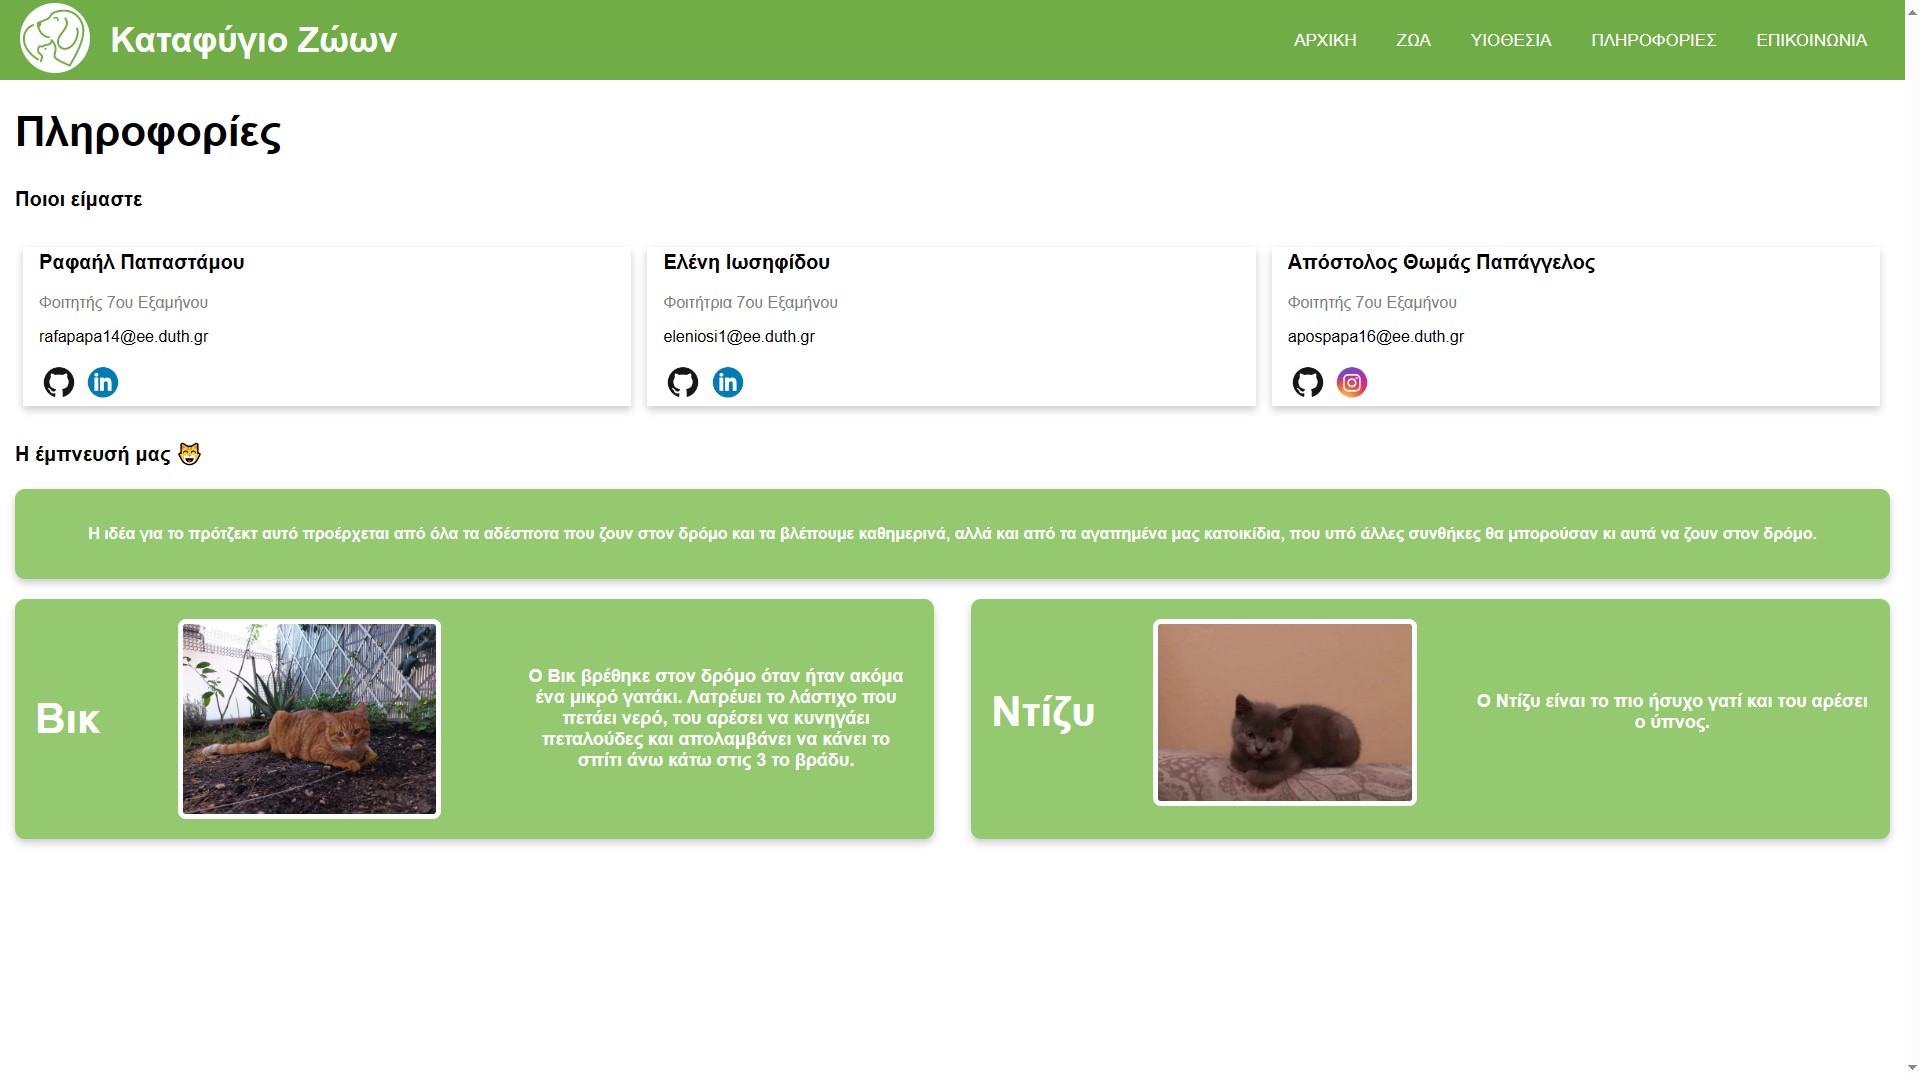 Καταφύγιο Ζώων
ΑΡΧΙΚΗ
ΖΩΑ
ΥΙΟΘΕΣΙΑ
ΠΛΗΡΟΦΟΡΙΕΣ
ΕΠΙΚΟΙΝΩΝΙΑ
Πληροφορίες
Ποιοι είμαστε
Ραφαήλ Παπαστάμου
Φοιτητής 7ου Εξαμήνου
rafapapa14@ee.duth.gr
in
Ελένη Ιωσηφίδου
Φοιτήτρια 7ου Εξαμήνου
eleniosi1@ee.duth.gr
in
Απόστολος Θωμάς Παπάγγελος
Φοιτητής 7ου Εξαμήνου
apospapa16@ee.duth.gr
Η έμπνευσή μας 😸
Η ιδέα για το πρότζεκτ αυτό προέρχεται από όλα τα αδέσποτα που ζουν στον δρόμο και τα βλέπουμε καθημερινά, αλλά και από τα αγαπημένα μας κατοικίδια, που υπό άλλες συνθήκες θα μπορούσαν κι αυτά να ζουν στον δρόμο.
Βικ
Ο Βικ βρέθηκε στον δρόμο όταν ήταν ακόμα
ένα μικρό γατάκι. Λατρέυει το λάστιχο που
πετάει νερό, του αρέσει να κυνηγάει
πεταλούδες και απολαμβάνει να κάνει το
σπίτι άνω κάτω στις 3 το βράδυ.
Ντίζυ
Ο Ντίζυ είναι το πιο ήσυχο γατί και του αρέσει
ο ύπνος.